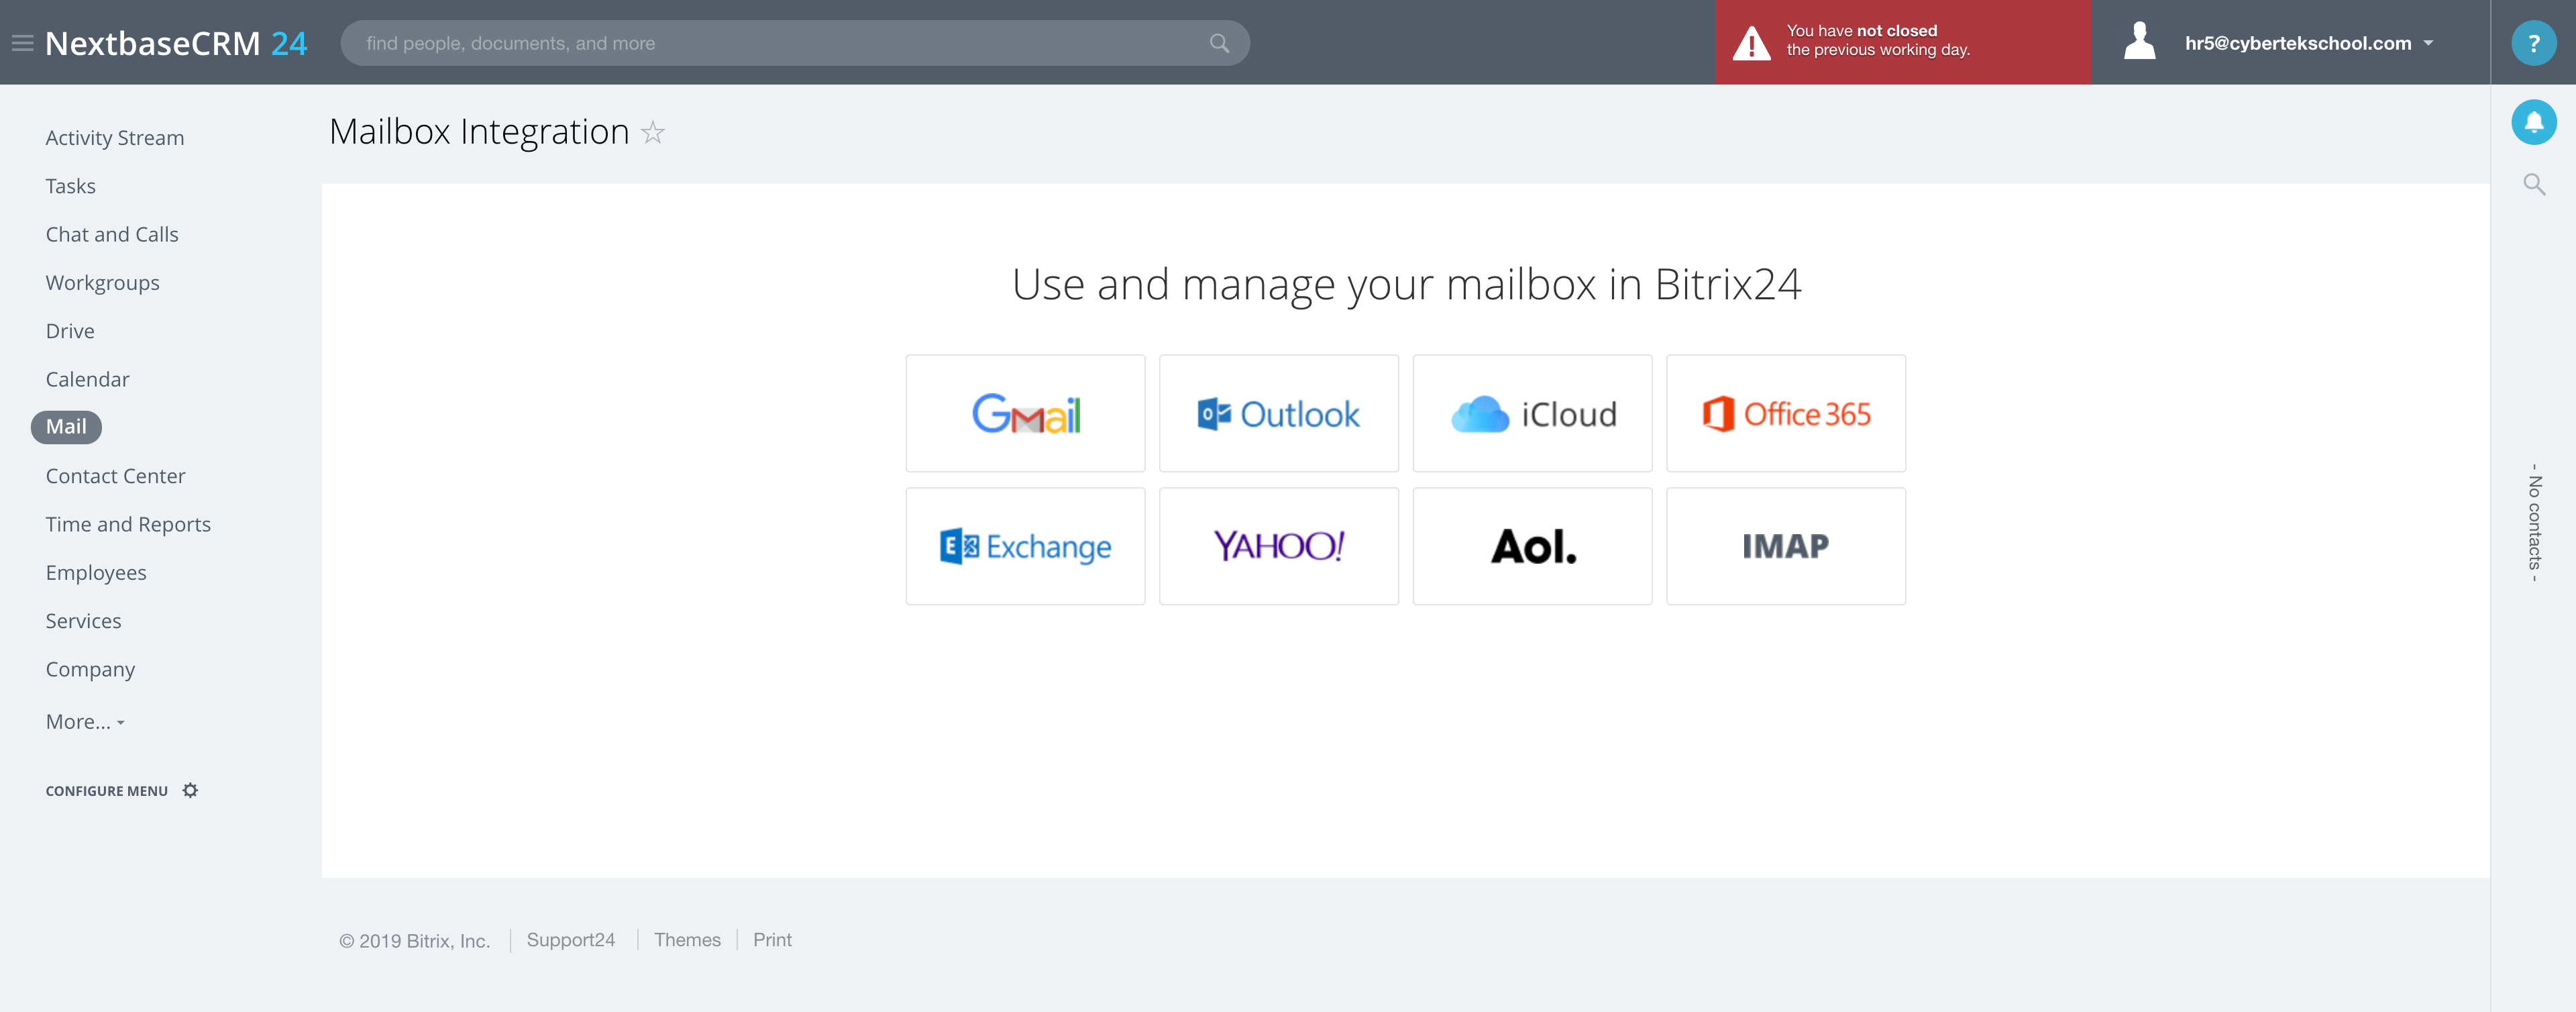 NextbaseCRM 24
find people, documents, and more
You have not closed
the previous working day.
hr5@cybertekschool.com
?
Activity Stream
Tasks
Chat and Calls
Workgroups
Drive
Calendar
Mail
Contact Center
Time and Reports
Employees
Services
Company
More...
CONFIGURE MENU
Mailbox Integration
Use and manage your mailbox in Bitrix24
Gmail
Outlook
iCloud
Office 365
Exchange
YAHOO!
Aol.
IMAP
- No contacts -
© 2019 Bitrix, Inc.
Support24
Themes
Print